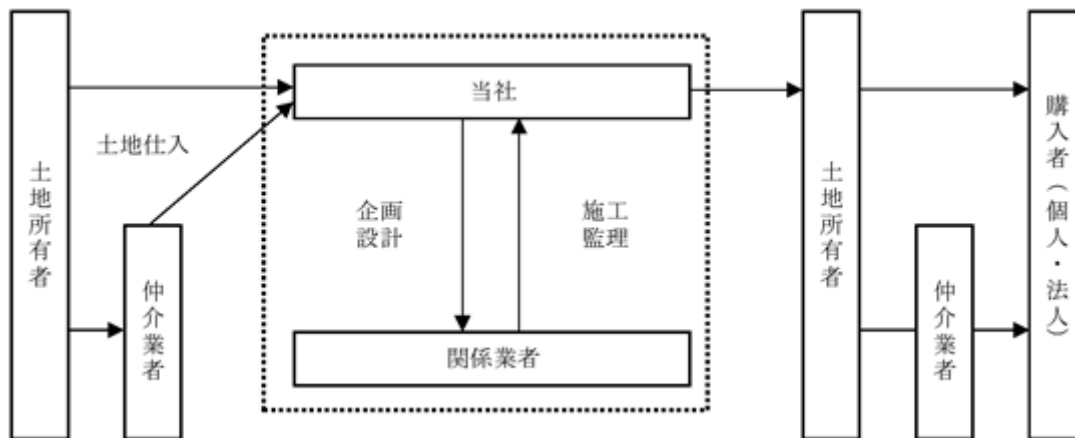 土地所有者
土地仕入
仲介業者
当社
企画
設計
施工
監理
関係業者
土地所有者
仲介業者
購入者(個人・法人)